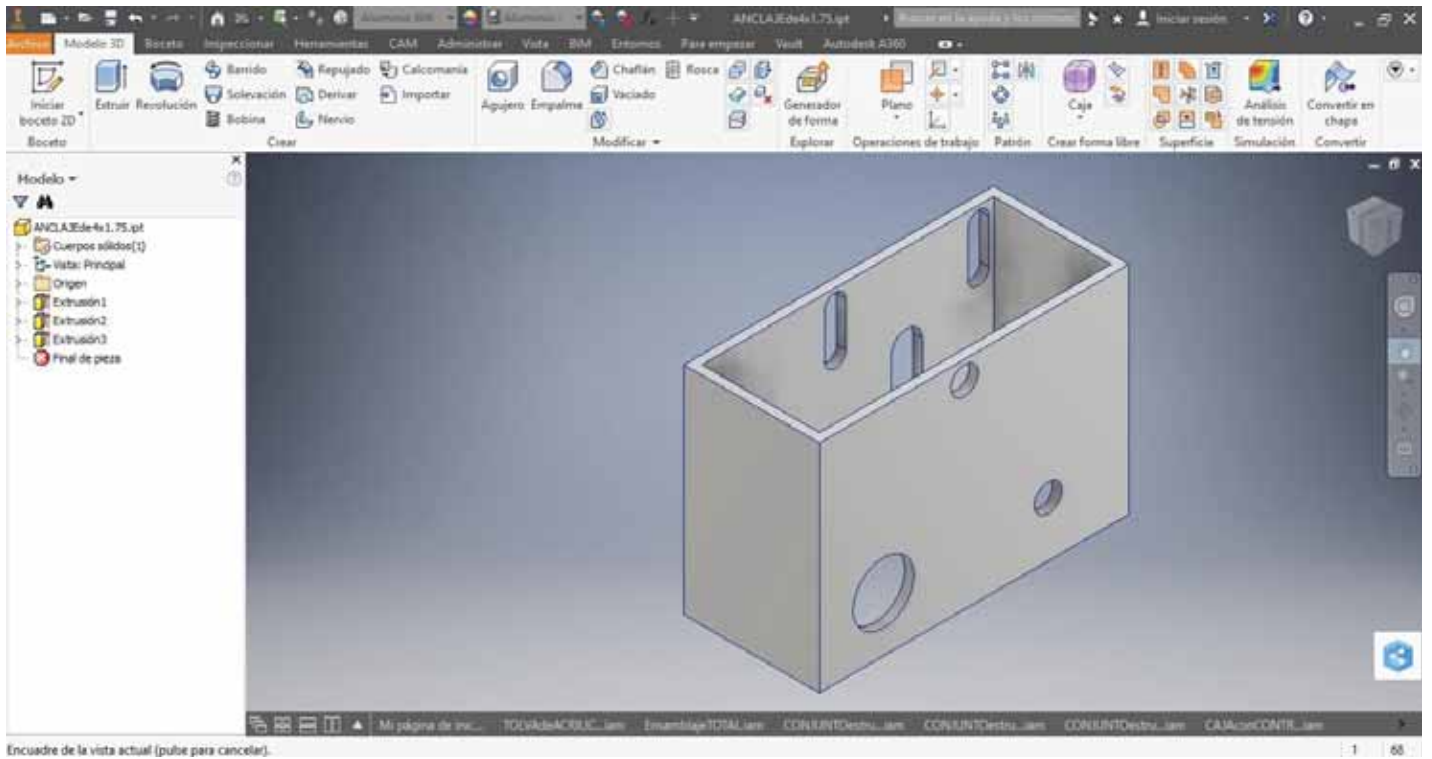 ANCLAJEde4x1.75.ipt
Iniciar sesión
Archivo Modelo 3D Boceto Inspeccionar Herramientas CAM Administrar Vista BIM Entornos Para empezar Vault Autodesk A360
Barrido Repujado Calcomanía Chaflán Rosca
Solevación Derivar Importar Vaciado
Bobina Nervio
Iniciar boceto 2D Extruir Revolución Agujero Empalme Generador de forma Plano Caja Análisis de tensión Convertir en chapa
Boceto Crear Modificar Explorar Operaciones de trabajo Patrón Crear forma libre Superficie Simulación Convertir
Modelo
ANCLAJEde4x1.75.ipt
Cuerpos sólidos(1)
Vista: Principal
Origen
Extrusión1
Extrusión2
Extrusión3
Final de pieza
Mi página de inic... TOLVAdeACRILIC...iam EnsamblajeTOTAL.iam CONJUNTOestru...iam CONJUNTOestru...iam CONJUNTOestru...iam CAJAconCONTR...iam
Encuadre de la vista actual (pulse para cancelar).
1 68